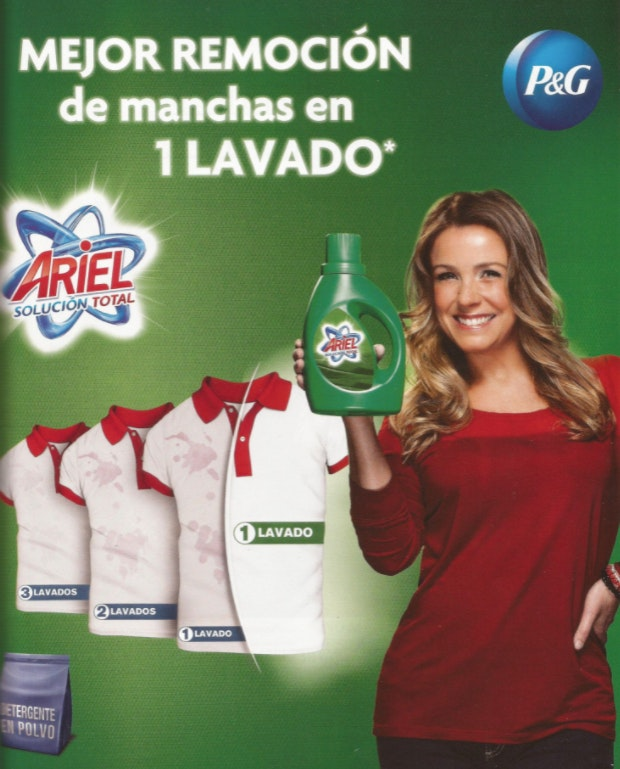 MEJOR REMOCIÓN
de manchas en
1 LAVADO*
P&G
ARIEL
SOLUCIÓN TOTAL
ARIEL
1 LAVADO
3 LAVADOS
2 LAVADOS
1 LAVADO
DETERGENTE
EN POLVO